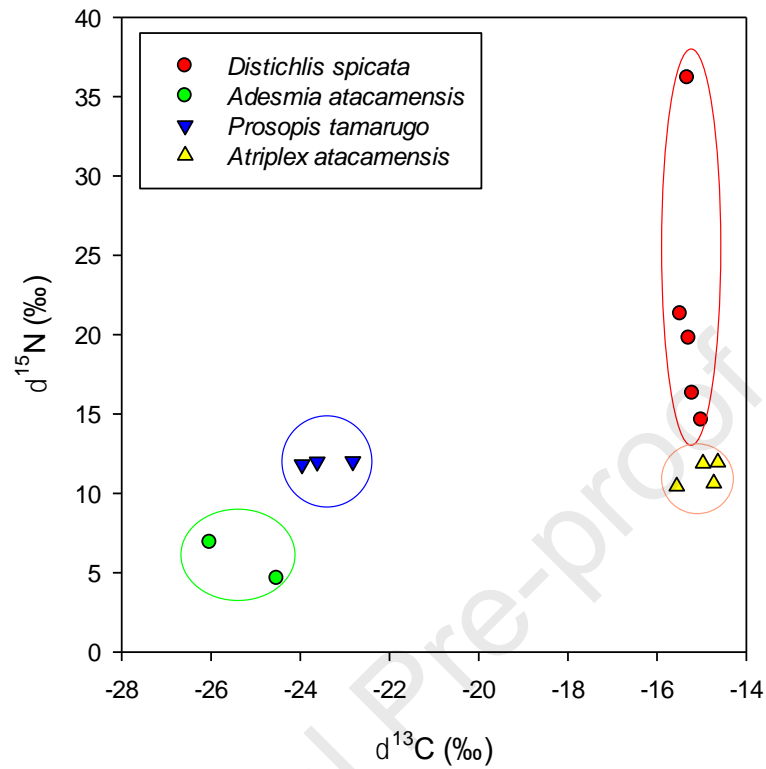 40
35
30
25
20
15
10
5
0
d¹⁵N (‰)
Distichlis spicata
Adesmia atacamensis
Prosopis tamarugo
Atriplex atacamensis
-28 -26 -24 -22 -20 -18 -16 -14
d¹³C (‰)
l Pre-proof